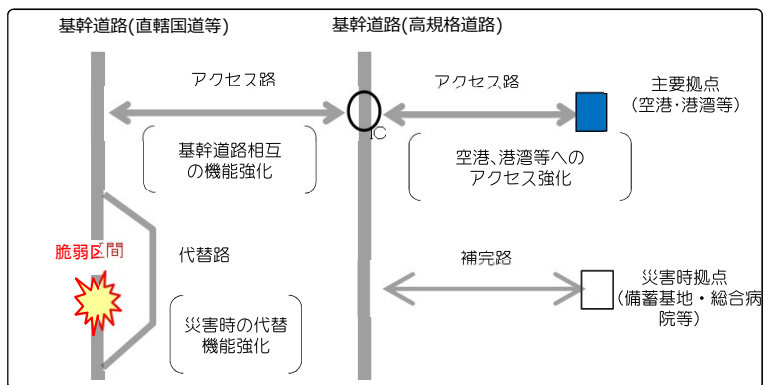 基幹道路(直轄国道等)
基幹道路(高規格道路)
アクセス路
アクセス路
主要拠点
(空港・港湾等)
IC
基幹道路相互
の機能強化
空港、港湾等への
アクセス強化
脆弱区間
代替路
補完路
災害時拠点
(備蓄基地・総合病
院等)
災害時の代替
機能強化